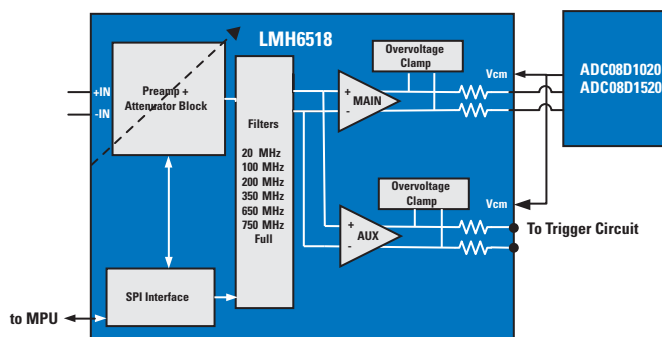 LMH6518
+IN
-IN
Preamp +
Attenuator Block
Filters
20 MHz
100 MHz
200 MHz
350 MHz
650 MHz
750 MHz
Full
Overvoltage
Clamp
+
MAIN
-
Vcm
ADC08D1020
ADC08D1520
Overvoltage
Clamp
Vcm
+
AUX
-
To Trigger Circuit
SPI Interface
to MPU